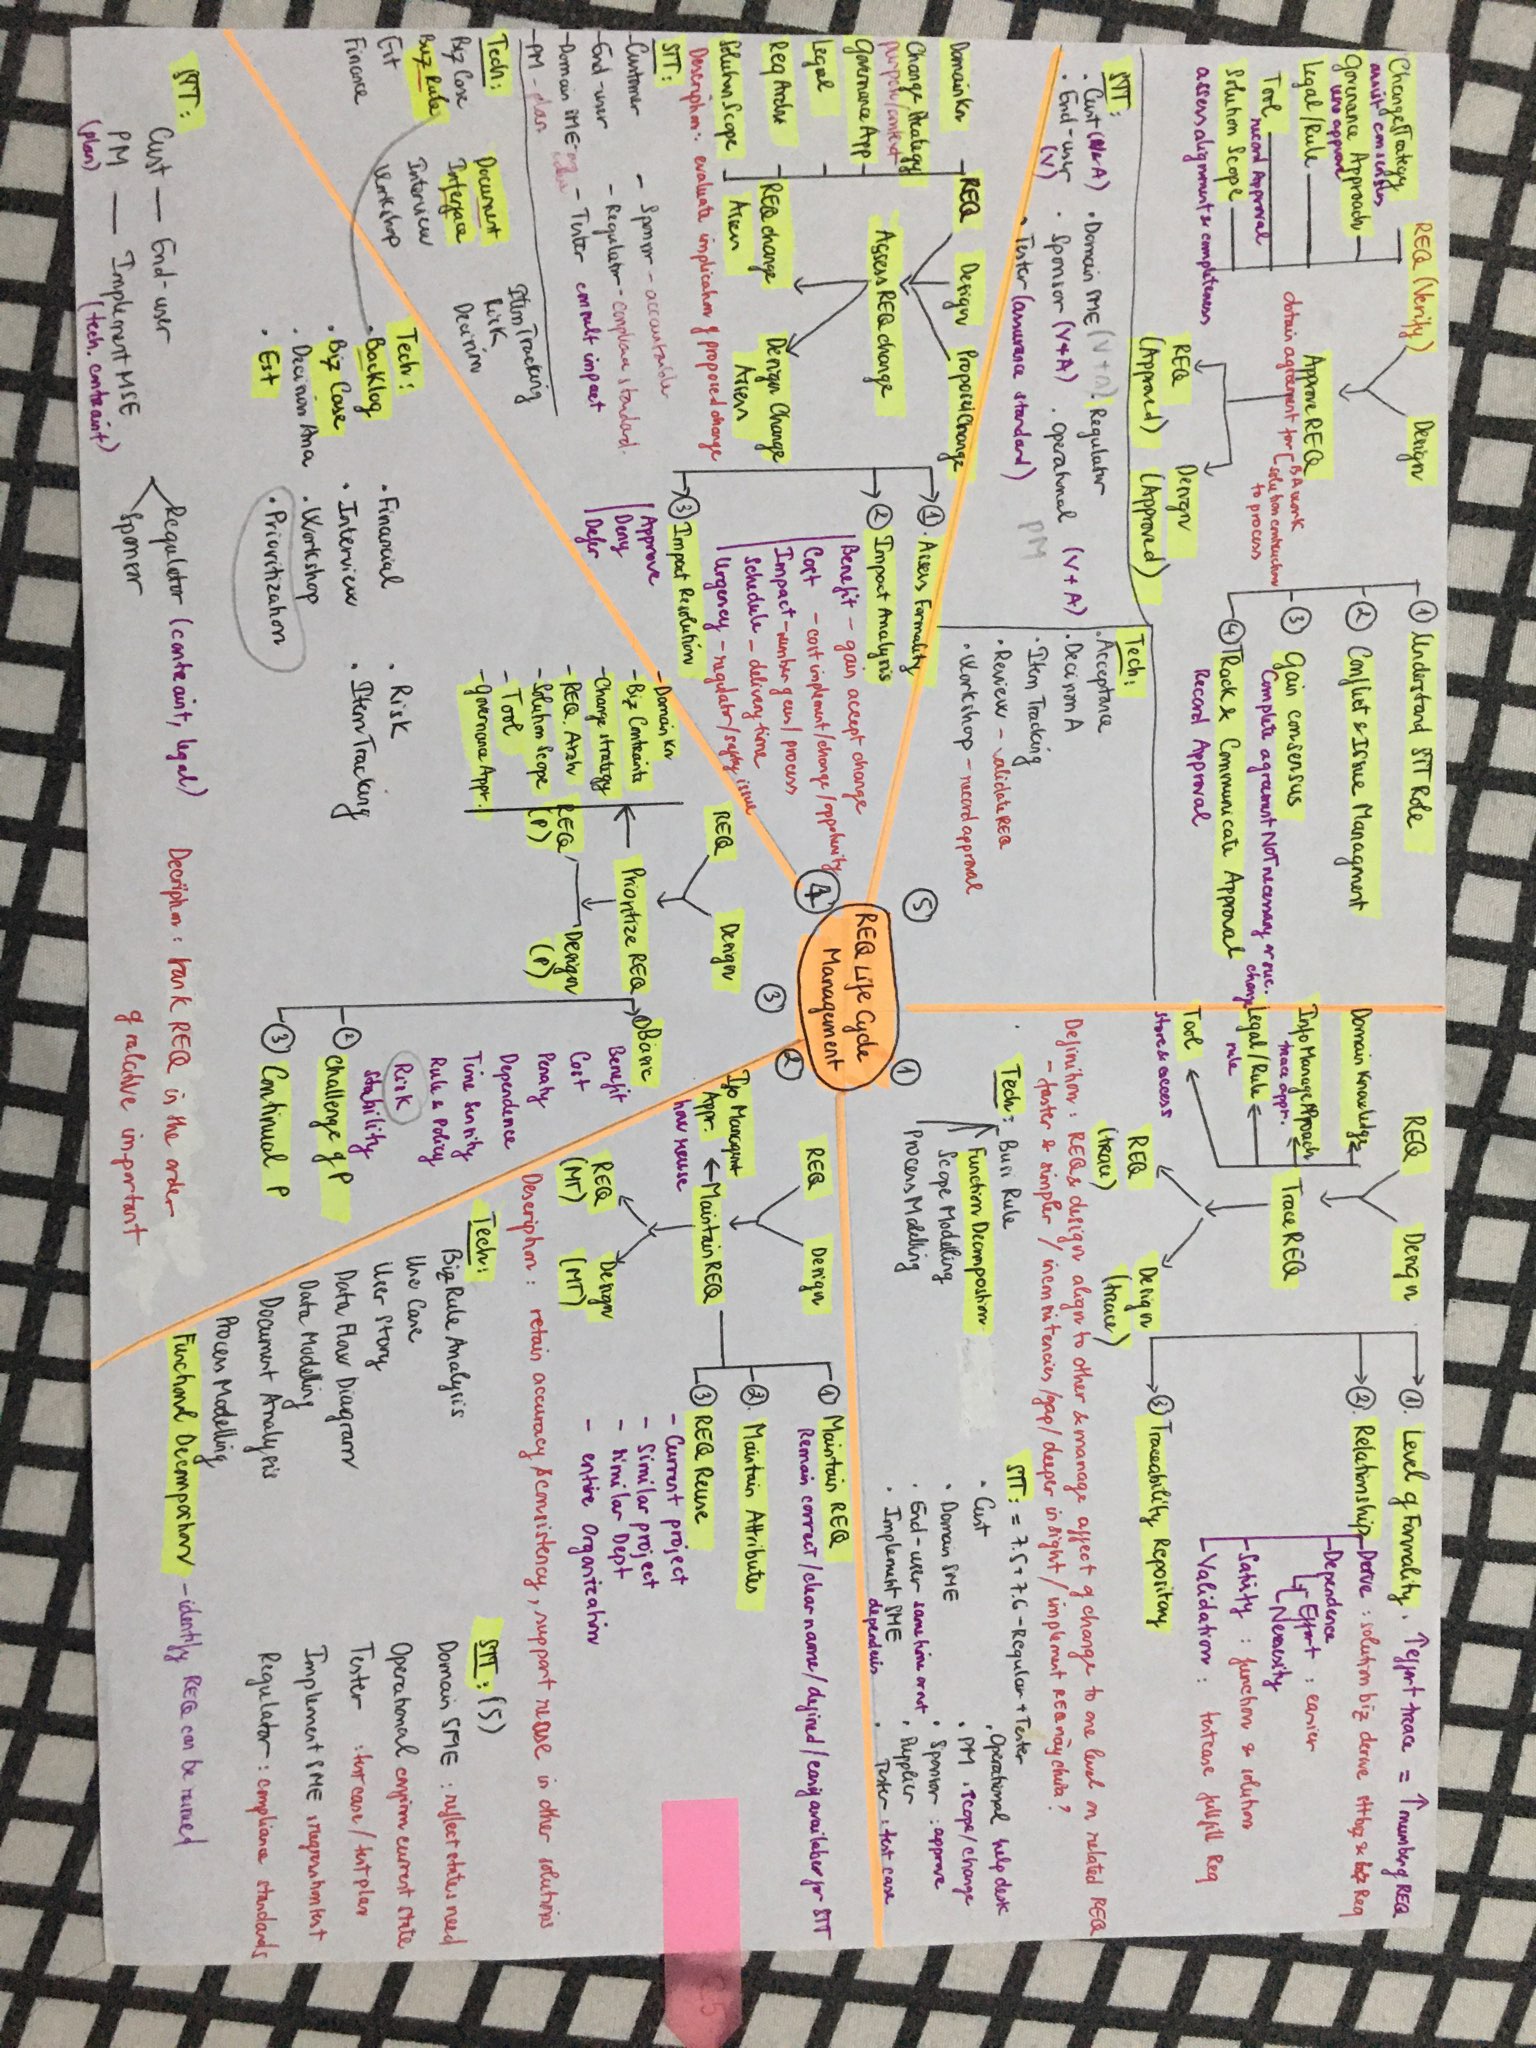 REQ Life Cycle
Management
①
②
③
④
⑤
REQ (Verify)
Design
Change Strategy
assist consensus
Govenance Approach
who approve
Legal/Rule
Tool
record Approval
Solution Scope
assess alignment & completeness
Approve REQ
obtain agreement for
BA work
solution contruction
to process
REQ
(Approved)
Design
(Approved)
① Understand STT Role
② Conflict & Issue Managment
③ Gain consensus
Complete agreement NOT necessary
change
④ Track & Communicate Approval
Record Approval
STT:
. Cust
. End-user
(V)
. Domain SME (V+A)
. Sponsor (V+A)
. Tester (assurance standard)
. Regulator
. Operational (V+A)
PM
Tech:
. Acceptance
. Decision A
. Item Tracking
. Review - validate REQ
. Workshop - record approval
REQ
Design
Domain Knowledge
Info Manage Approach
trace appr.
Legal/Rule
rule
Tool
store & access
Trace REQ
REQ
(trace)
Design
(trace)
①. Level of Formality. ↑effort trace = ↑number of REQ
②. Relationship
Derive : solution biz derive stt biz & biz Req
Dependence
Effort : easier
Necessity
Satisfy : function & solution
Validation : test case fullfill Req
③ Traceability Repository
Definition: REQ & design align to other & manage affect of change to one level on related REQ
- faster & simpler / inconsitencies / gap / deeper insight / implement REQ này chưa?
Tech: Busi Rule
Function Decompostion
Scope Modelling
Process Modelling
STT: = 7.5 + 7.6 - Regular + Tester
. Cust
. Domain SME
. End-user same time or not
. Implement SME
dependecis
. Operational help desk
. PM . scope/change
. Sponsor : approve
. Supplier
. Tester : test case
REQ
Design
Info Managment
Appr.
how reuse
Maintain REQ
REQ
(MT)
Design
(MT)
① Maintain REQ
Remain correct/clear name/defined/easy availaber for STT
②. Maintain Attributes
③ REQ Reuse
- Current project
- Similar project
- Similar Dept
- entire Organization
Description: retain accuracy & consistency, support reuse in other solutions
Tech:
Biz Rule Analysis
Use Case
User Story
Data Flow Diagram
Data Modelling
Document Analysis
Process Modelling
Functional Decompostion - identify REQ can be reused
STT: (5)
Domain SME : reflect states need
Operational confirm current state
Tester : test case / test plan
Implement SME : regression test
Regulator : compliance standards
REQ
Design
- Domain Kn
- Biz Contraints
- Change strategy
- REQ. Arch
- Solution Scope
- Tool
- Governance Appr.
Prioritize REQ
REQ
(P)
Design
(P)
① Basic
Benefit
Cost
Penaty
Dependence
Time Senity
Rule & Policy
Risk
Stability
② Challenge of P
③ Continual P
Tech:
. Backlog
. Biz Case
. Decision Ana
. Est
. Financial
. Interview
. Workshop
. Prioritization
. Risk
. Item Tracking
STT:
Cust — End-user
PM — Implement MSE
(plan)
(tech. contraint)
Regulator (contraint, legal)
Sponsor
Decription: rank REQ in the order
of relative important
REQ
Design
Proposed Change
Domain Kn
Change Strategy
purpose/context
Governance App
Legal
Req Archi
Solution Scope
Assess REQ change
REQ change
Assess
Design Change
Assess
Description: evaluate implication of proposed change
①. Assess Formality
② Impact Analysis
Benefit - gain accept change
Cost - cost implement/change/oppotunity
Impact - number of cus / process
Schedule - delivery time
Urgency - regulator/safety issue
③ Impact Resolution
Approve
Deny
Defer
STT:
- Customer
- End-user
- Domain SME
- PM - plan
- Sponsor - accountable
- Regulator - compliance standard.
- Tester consult impact
Tech:
Biz Case
Buz Rule
Est
Finance
Document
Interface
Interview
Workshop
Item Tracking
Risk
Decision